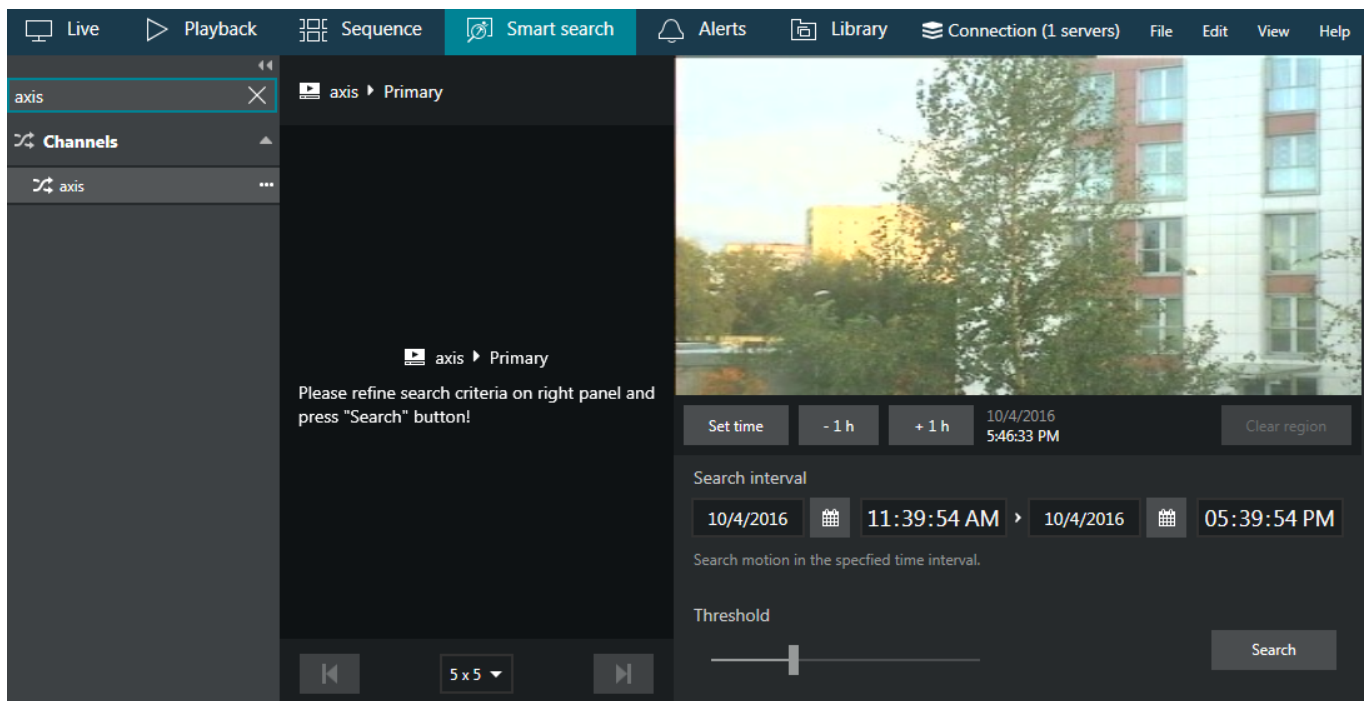 Live Playback Sequence Smart search Alerts Library Connection (1 servers) File Edit View Help
axis
Channels
axis
axis Primary
axis Primary
Please refine search criteria on right panel and
press "Search" button!
5 x 5
Set time - 1 h + 1 h 10/4/2016
5:46:33 PM
Clear region
Search interval
10/4/2016 11:39:54 AM › 10/4/2016 05:39:54 PM
Search motion in the specfied time interval.
Threshold
Search